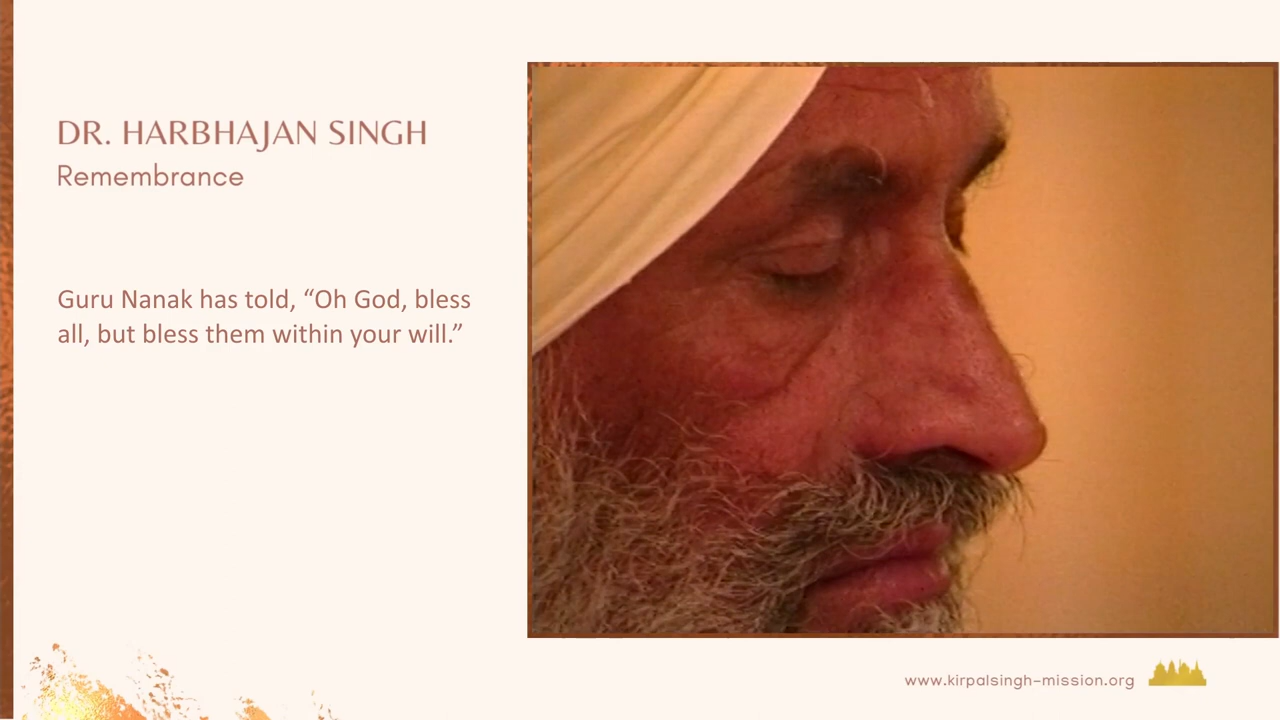 DR. HARBHAJAN SINGH
Remembrance
Guru Nanak has told, “Oh God, bless
all, but bless them within your will.”
www.kirpalsingh-mission.org